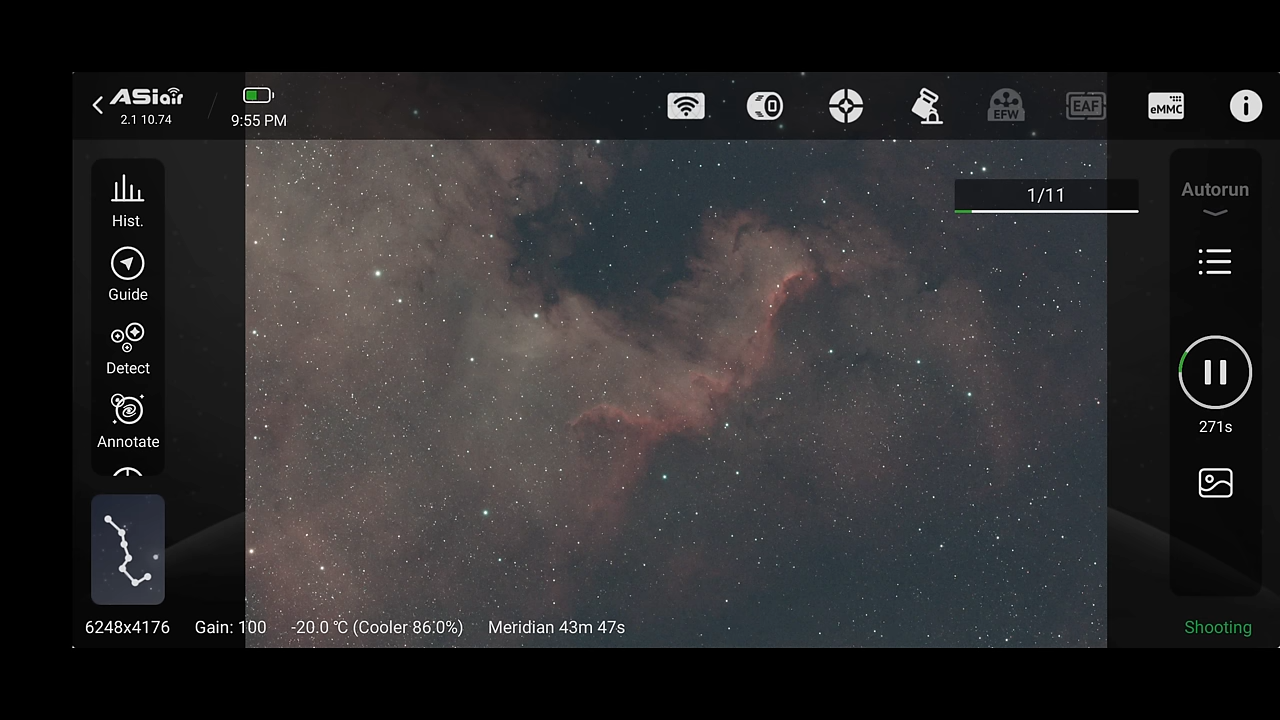 ASiair
2.1 10.74
9:55 PM
EFW
EAF
eMMC
Hist.
Guide
Detect
Annotate
1/11
Autorun
271s
6248x4176 Gain: 100 -20.0 ℃ (Cooler 86.0%) Meridian 43m 47s
Shooting